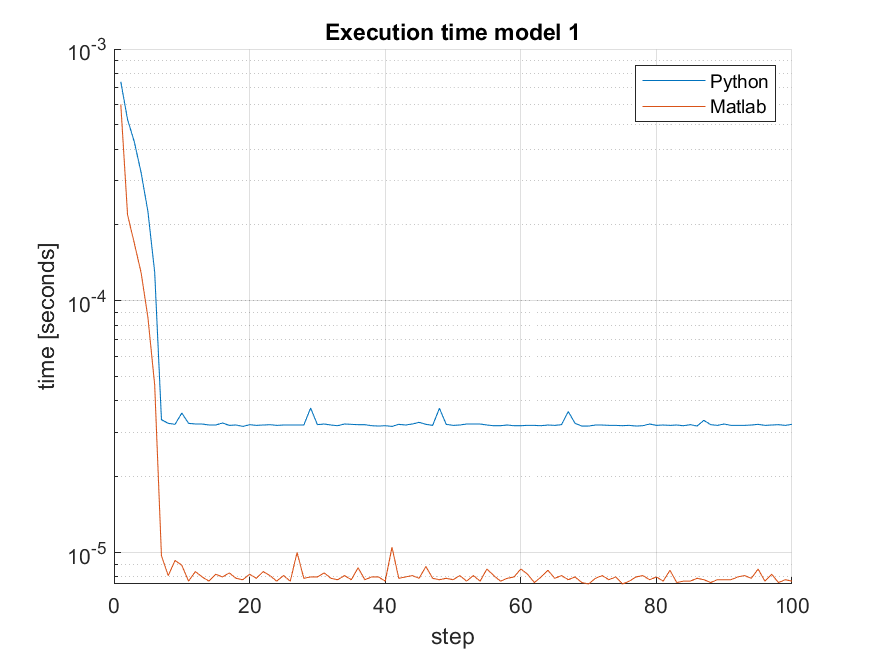 Execution time model 1
10^-3
10^-4
10^-5
time [seconds]
Python
Matlab
0 20 40 60 80 100
step